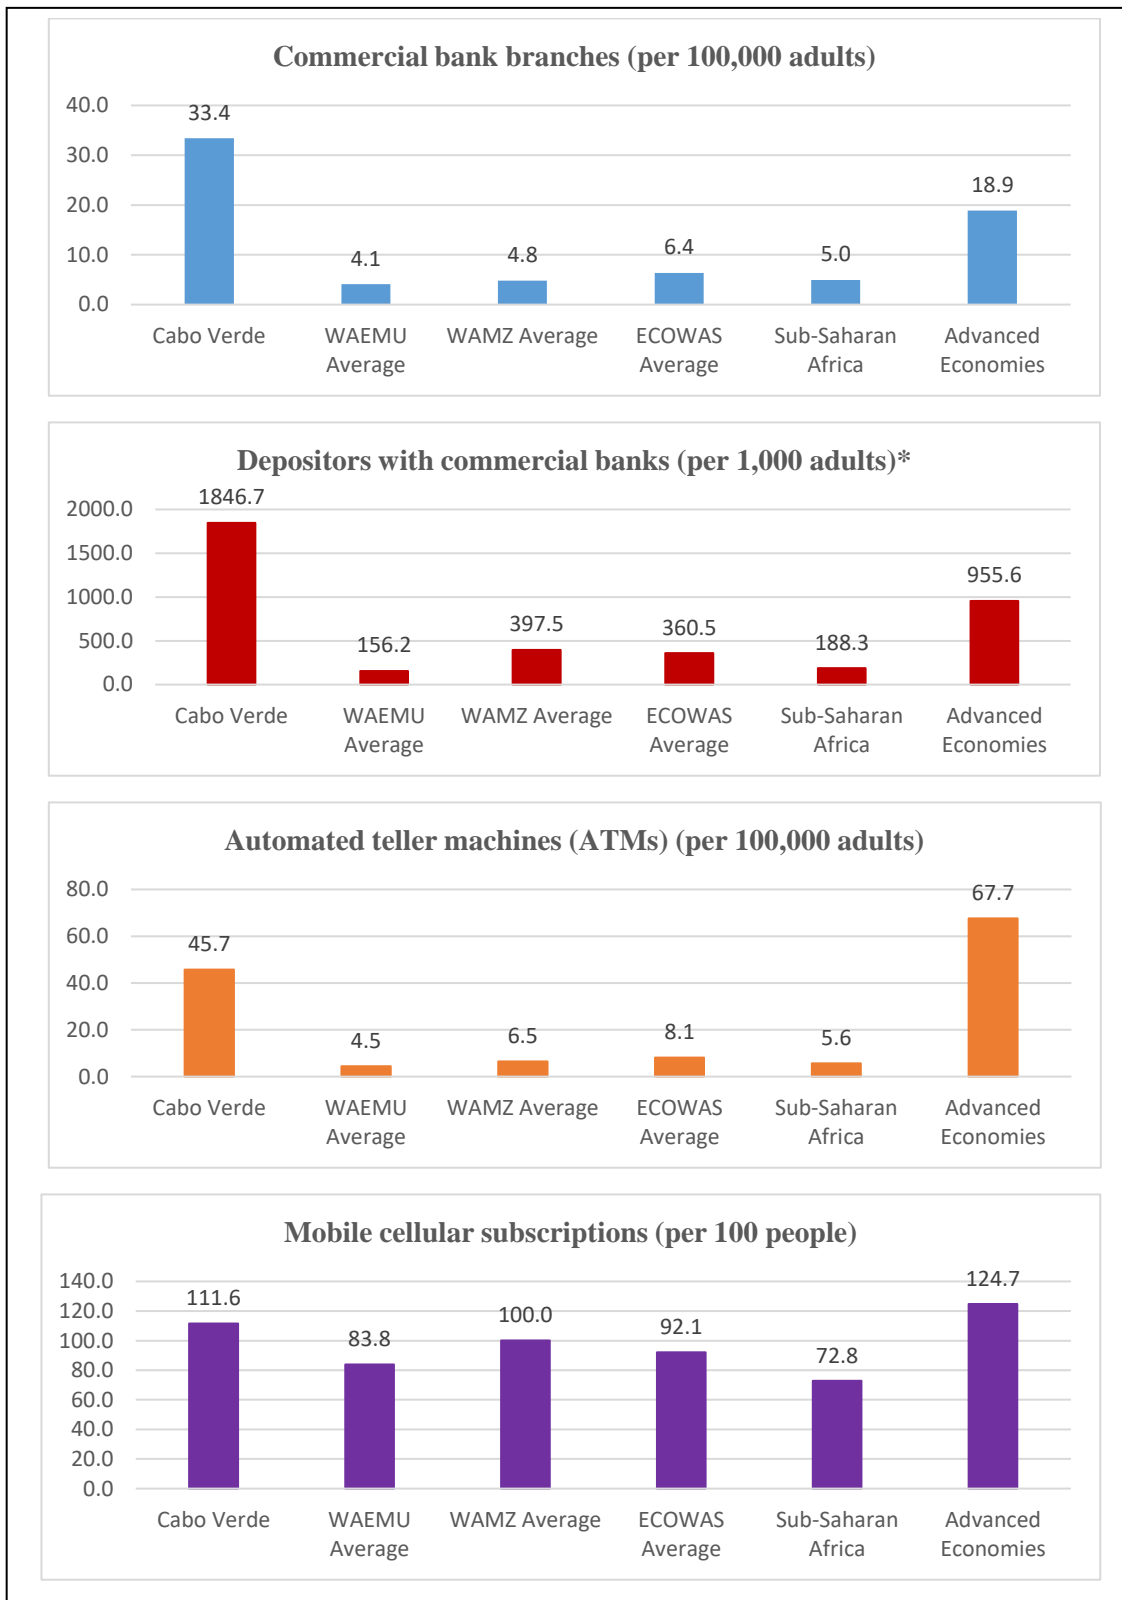 Commercial bank branches (per 100,000 adults)
40.0
30.0
20.0
10.0
0.0
33.4
4.1
4.8
6.4
5.0
18.9
Cabo Verde
WAEMU
Average
WAMZ Average
ECOWAS
Average
Sub-Saharan
Africa
Advanced
Economies
Depositors with commercial banks (per 1,000 adults)*
2000.0
1500.0
1000.0
500.0
0.0
1846.7
156.2
397.5
360.5
188.3
955.6
Cabo Verde
WAEMU
Average
WAMZ Average
ECOWAS
Average
Sub-Saharan
Africa
Advanced
Economies
Automated teller machines (ATMs) (per 100,000 adults)
80.0
60.0
40.0
20.0
0.0
45.7
4.5
6.5
8.1
5.6
67.7
Cabo Verde
WAEMU
Average
WAMZ Average
ECOWAS
Average
Sub-Saharan
Africa
Advanced
Economies
Mobile cellular subscriptions (per 100 people)
140.0
120.0
100.0
80.0
60.0
40.0
20.0
0.0
111.6
83.8
100.0
92.1
72.8
124.7
Cabo Verde
WAEMU
Average
WAMZ Average
ECOWAS
Average
Sub-Saharan
Africa
Advanced
Economies